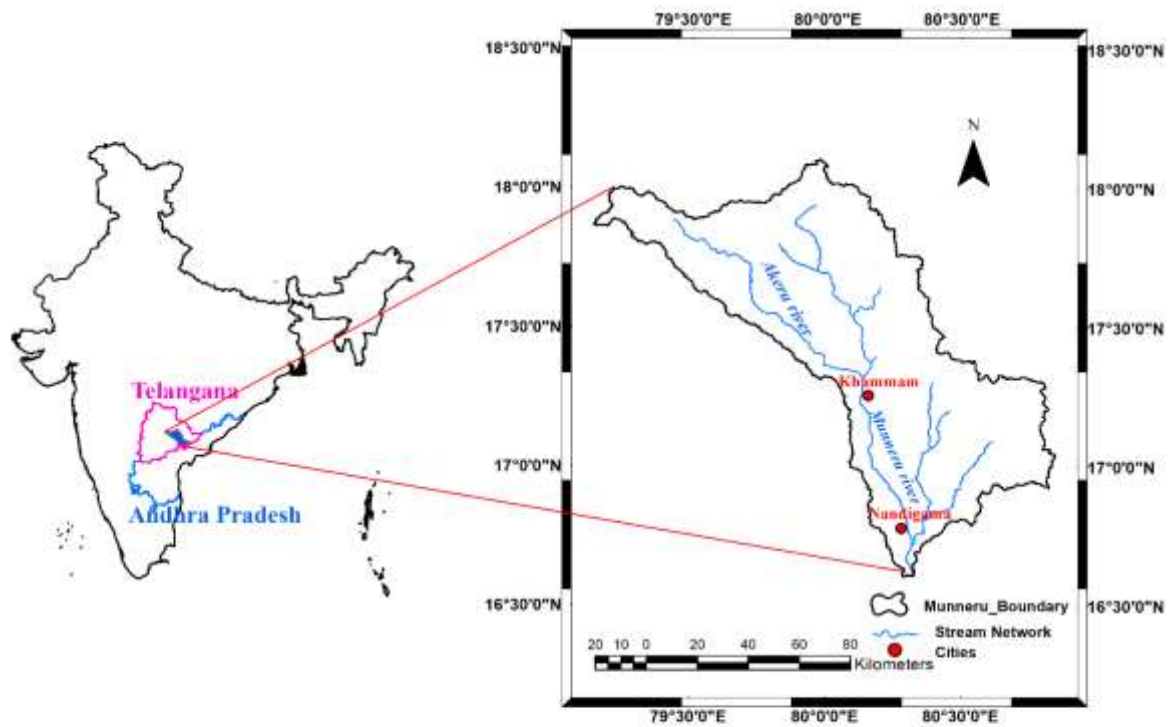 79°30'0"E 80°0'0"E 80°30'0"E
18°30'0"N 18°30'0"N
N
18°0'0"N 18°0'0"N
Akeru river
17°30'0"N 17°30'0"N
Telangana
Khammam
Munneru river
17°0'0"N 17°0'0"N
Andhra Pradesh
Nandigama
16°30'0"N 16°30'0"N
Munneru_Boundary
Stream Network
Cities
20 10 0 20 40 60 80
Kilometers
79°30'0"E 80°0'0"E 80°30'0"E